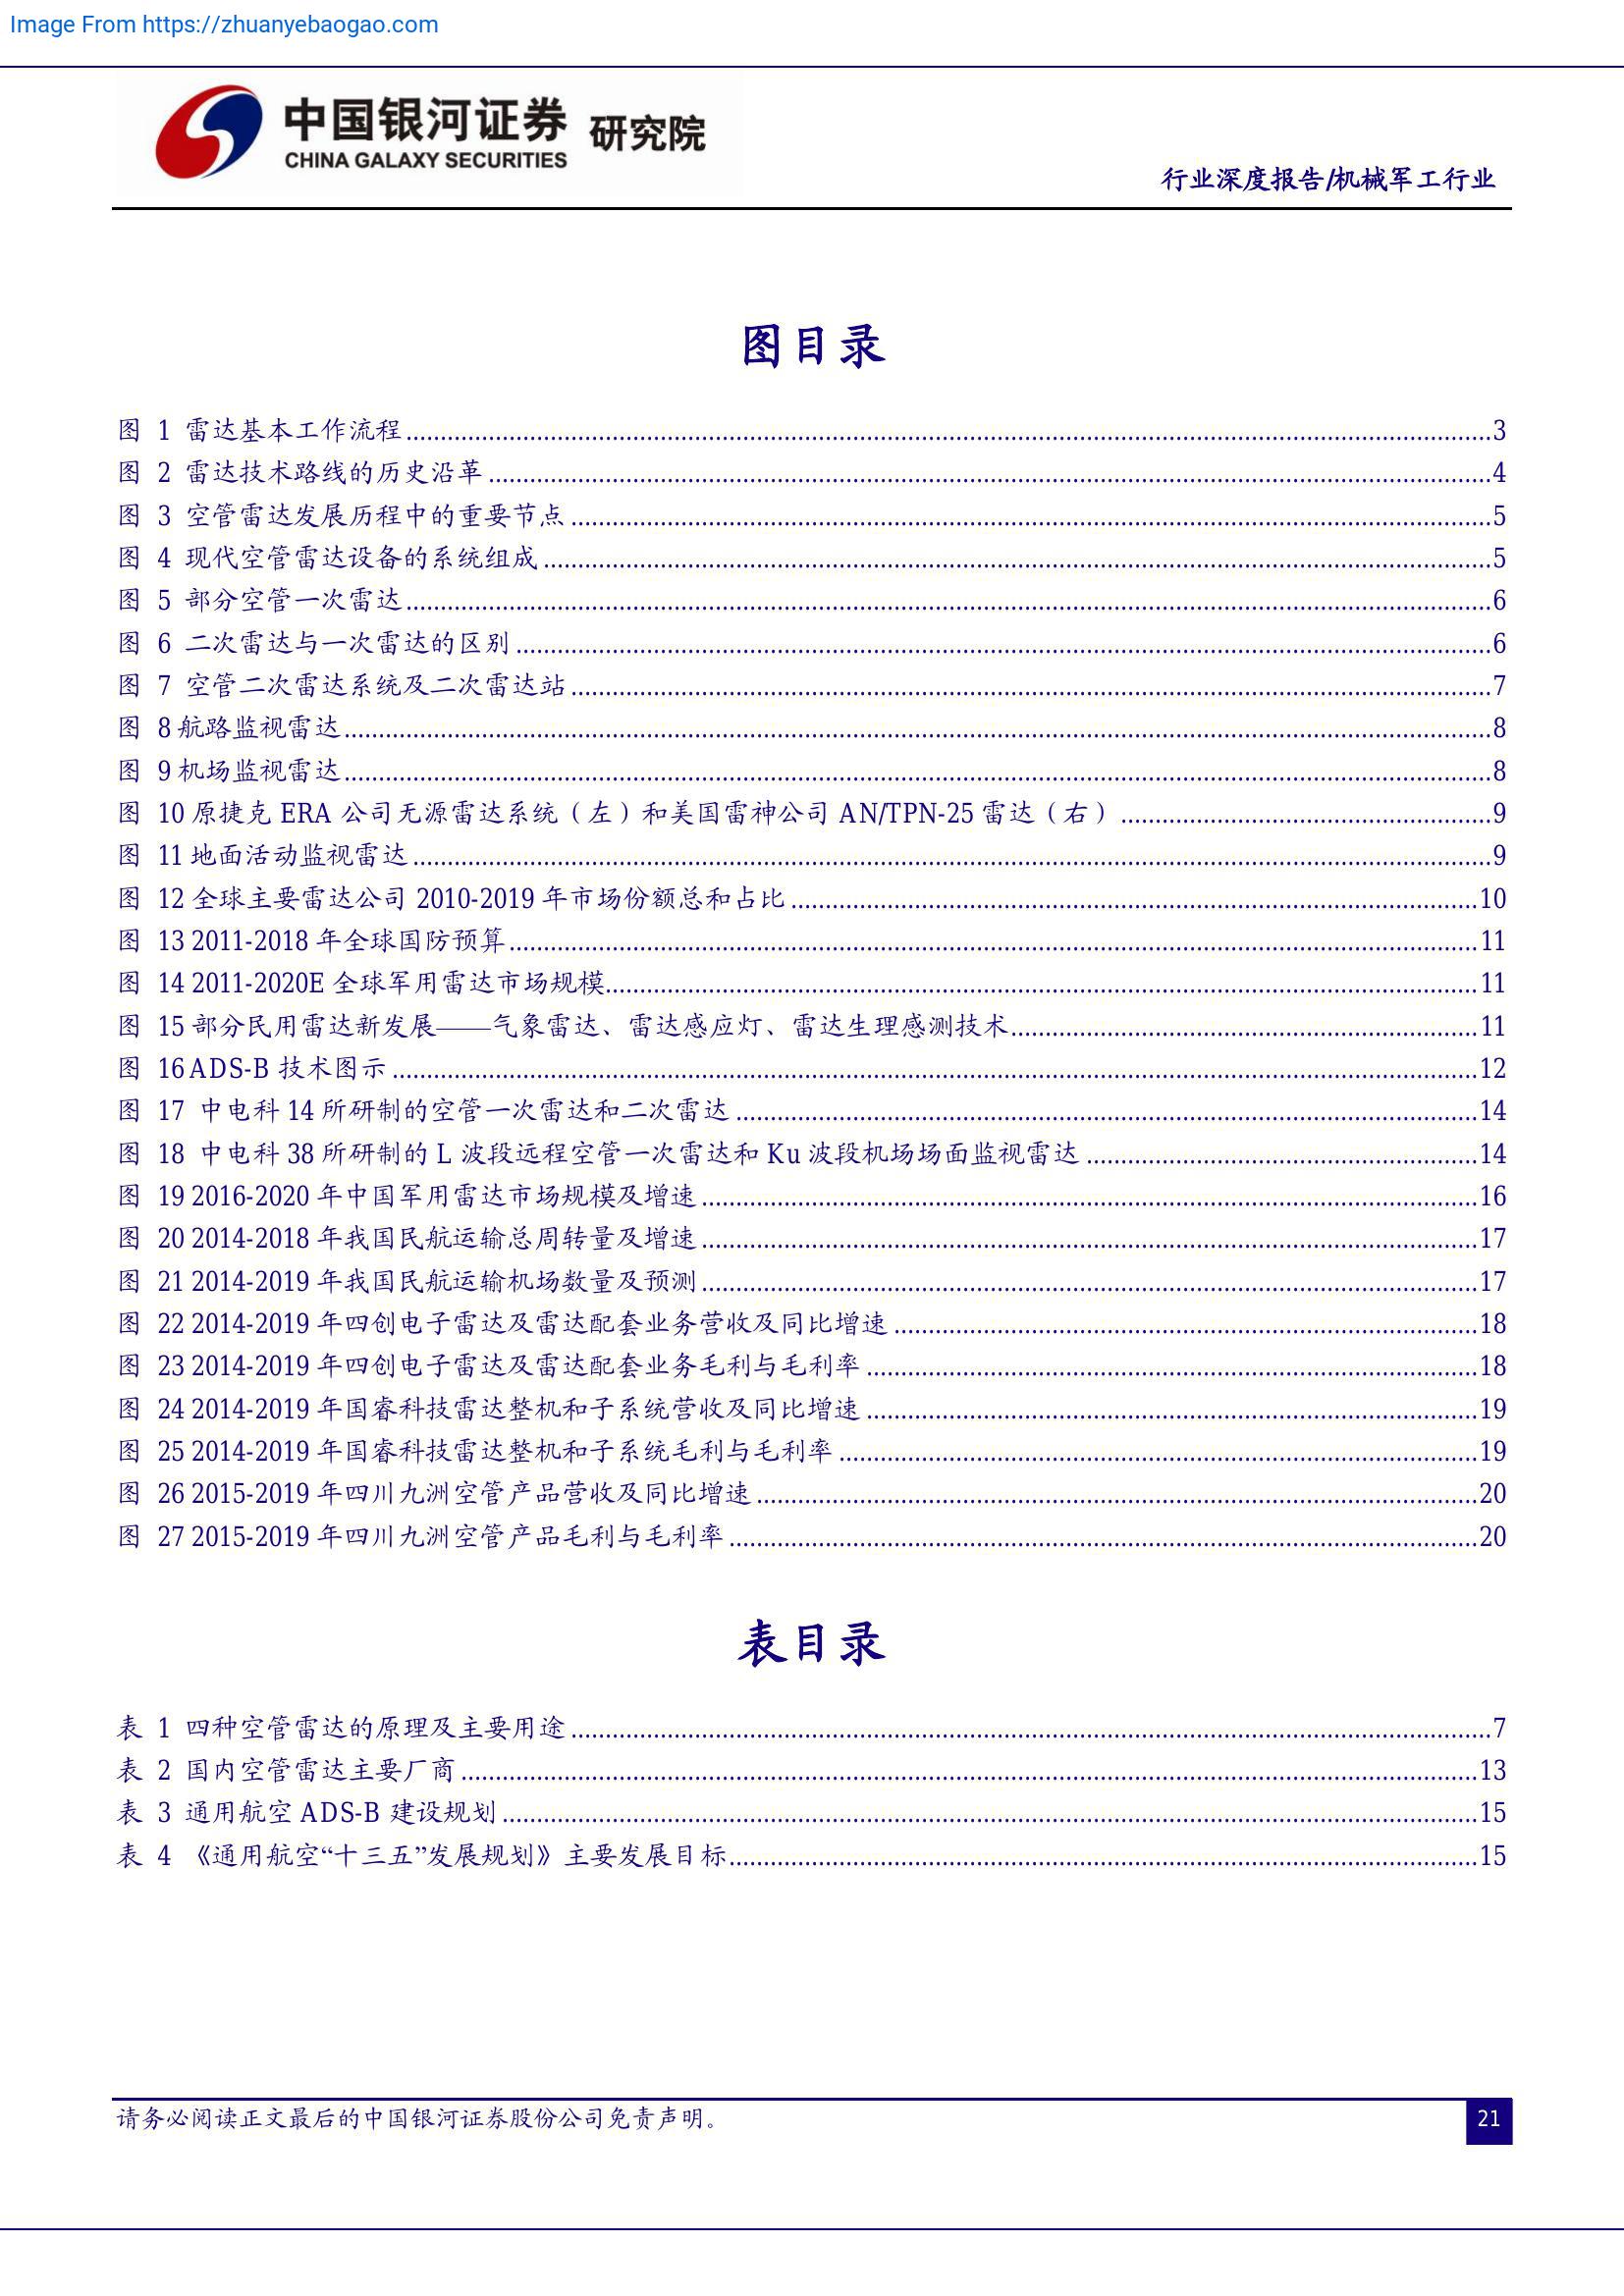 Image From https://zhuanyebaogao.com
中国银河证券 研究院
CHINA GALAXY SECURITIES
行业深度报告/机械军工行业
图目录
图 1 雷达基本工作流程 3
图 2 雷达技术路线的历史沿革 4
图 3 空管雷达发展历程中的重要节点 5
图 4 现代空管雷达设备的系统组成 5
图 5 部分空管一次雷达 6
图 6 二次雷达与一次雷达的区别 6
图 7 空管二次雷达系统及二次雷达站 7
图 8 航路监视雷达 8
图 9 机场监视雷达 8
图 10 原捷克 ERA 公司无源雷达系统（左）和美国雷神公司 AN/TPN-25 雷达（右） 9
图 11 地面活动监视雷达 9
图 12 全球主要雷达公司 2010-2019 年市场份额总和占比 10
图 13 2011-2018 年全球国防预算 11
图 14 2011-2020E 全球军用雷达市场规模 11
图 15 部分民用雷达新发展——气象雷达、雷达感应灯、雷达生理感测技术 11
图 16 ADS-B 技术图示 12
图 17 中电科 14 所研制的空管一次雷达和二次雷达 14
图 18 中电科 38 所研制的 L 波段远程空管一次雷达和 Ku 波段机场场面监视雷达 14
图 19 2016-2020 年中国军用雷达市场规模及增速 16
图 20 2014-2018 年我国民航运输总周转量及增速 17
图 21 2014-2019 年我国民航运输机场数量及预测 17
图 22 2014-2019 年四创电子雷达及雷达配套业务营收及同比增速 18
图 23 2014-2019 年四创电子雷达及雷达配套业务毛利与毛利率 18
图 24 2014-2019 年国睿科技雷达整机和子系统营收及同比增速 19
图 25 2014-2019 年国睿科技雷达整机和子系统毛利与毛利率 19
图 26 2015-2019 年四川九洲空管产品营收及同比增速 20
图 27 2015-2019 年四川九洲空管产品毛利与毛利率 20
表目录
表 1 四种空管雷达的原理及主要用途 7
表 2 国内空管雷达主要厂商 13
表 3 通用航空 ADS-B 建设规划 15
表 4 《通用航空“十三五”发展规划》主要发展目标 15
请务必阅读正文最后的中国银河证券股份公司免责声明。
21